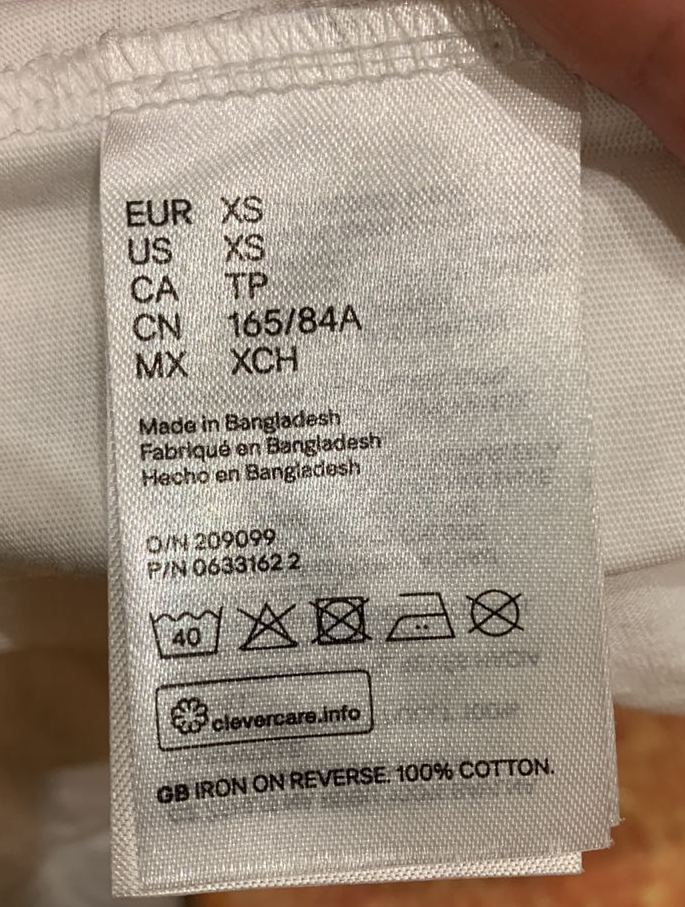 EUR XS
US XS
CA TP
CN 165/84A
MX XCH
Made in Bangladesh
Fabriqué en Bangladesh
Hecho en Bangladesh
O/N 209099
P/N 0633162 2
40
clevercare.info
GB IRON ON REVERSE. 100% COTTON.